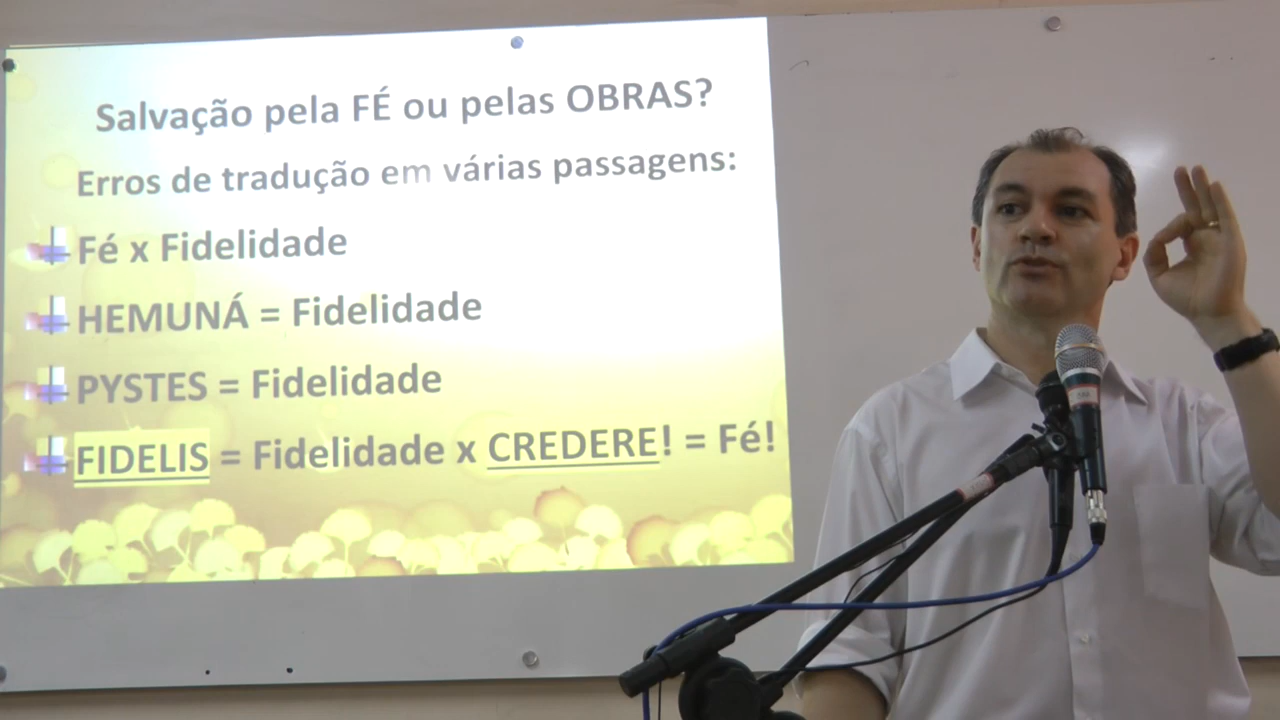 Salvação pela FÉ ou pelas OBRAS?
Erros de tradução em várias passagens:
Fé x Fidelidade
HEMUNÁ = Fidelidade
PYSTES = Fidelidade
FIDELIS = Fidelidade x CREDERE! = Fé!